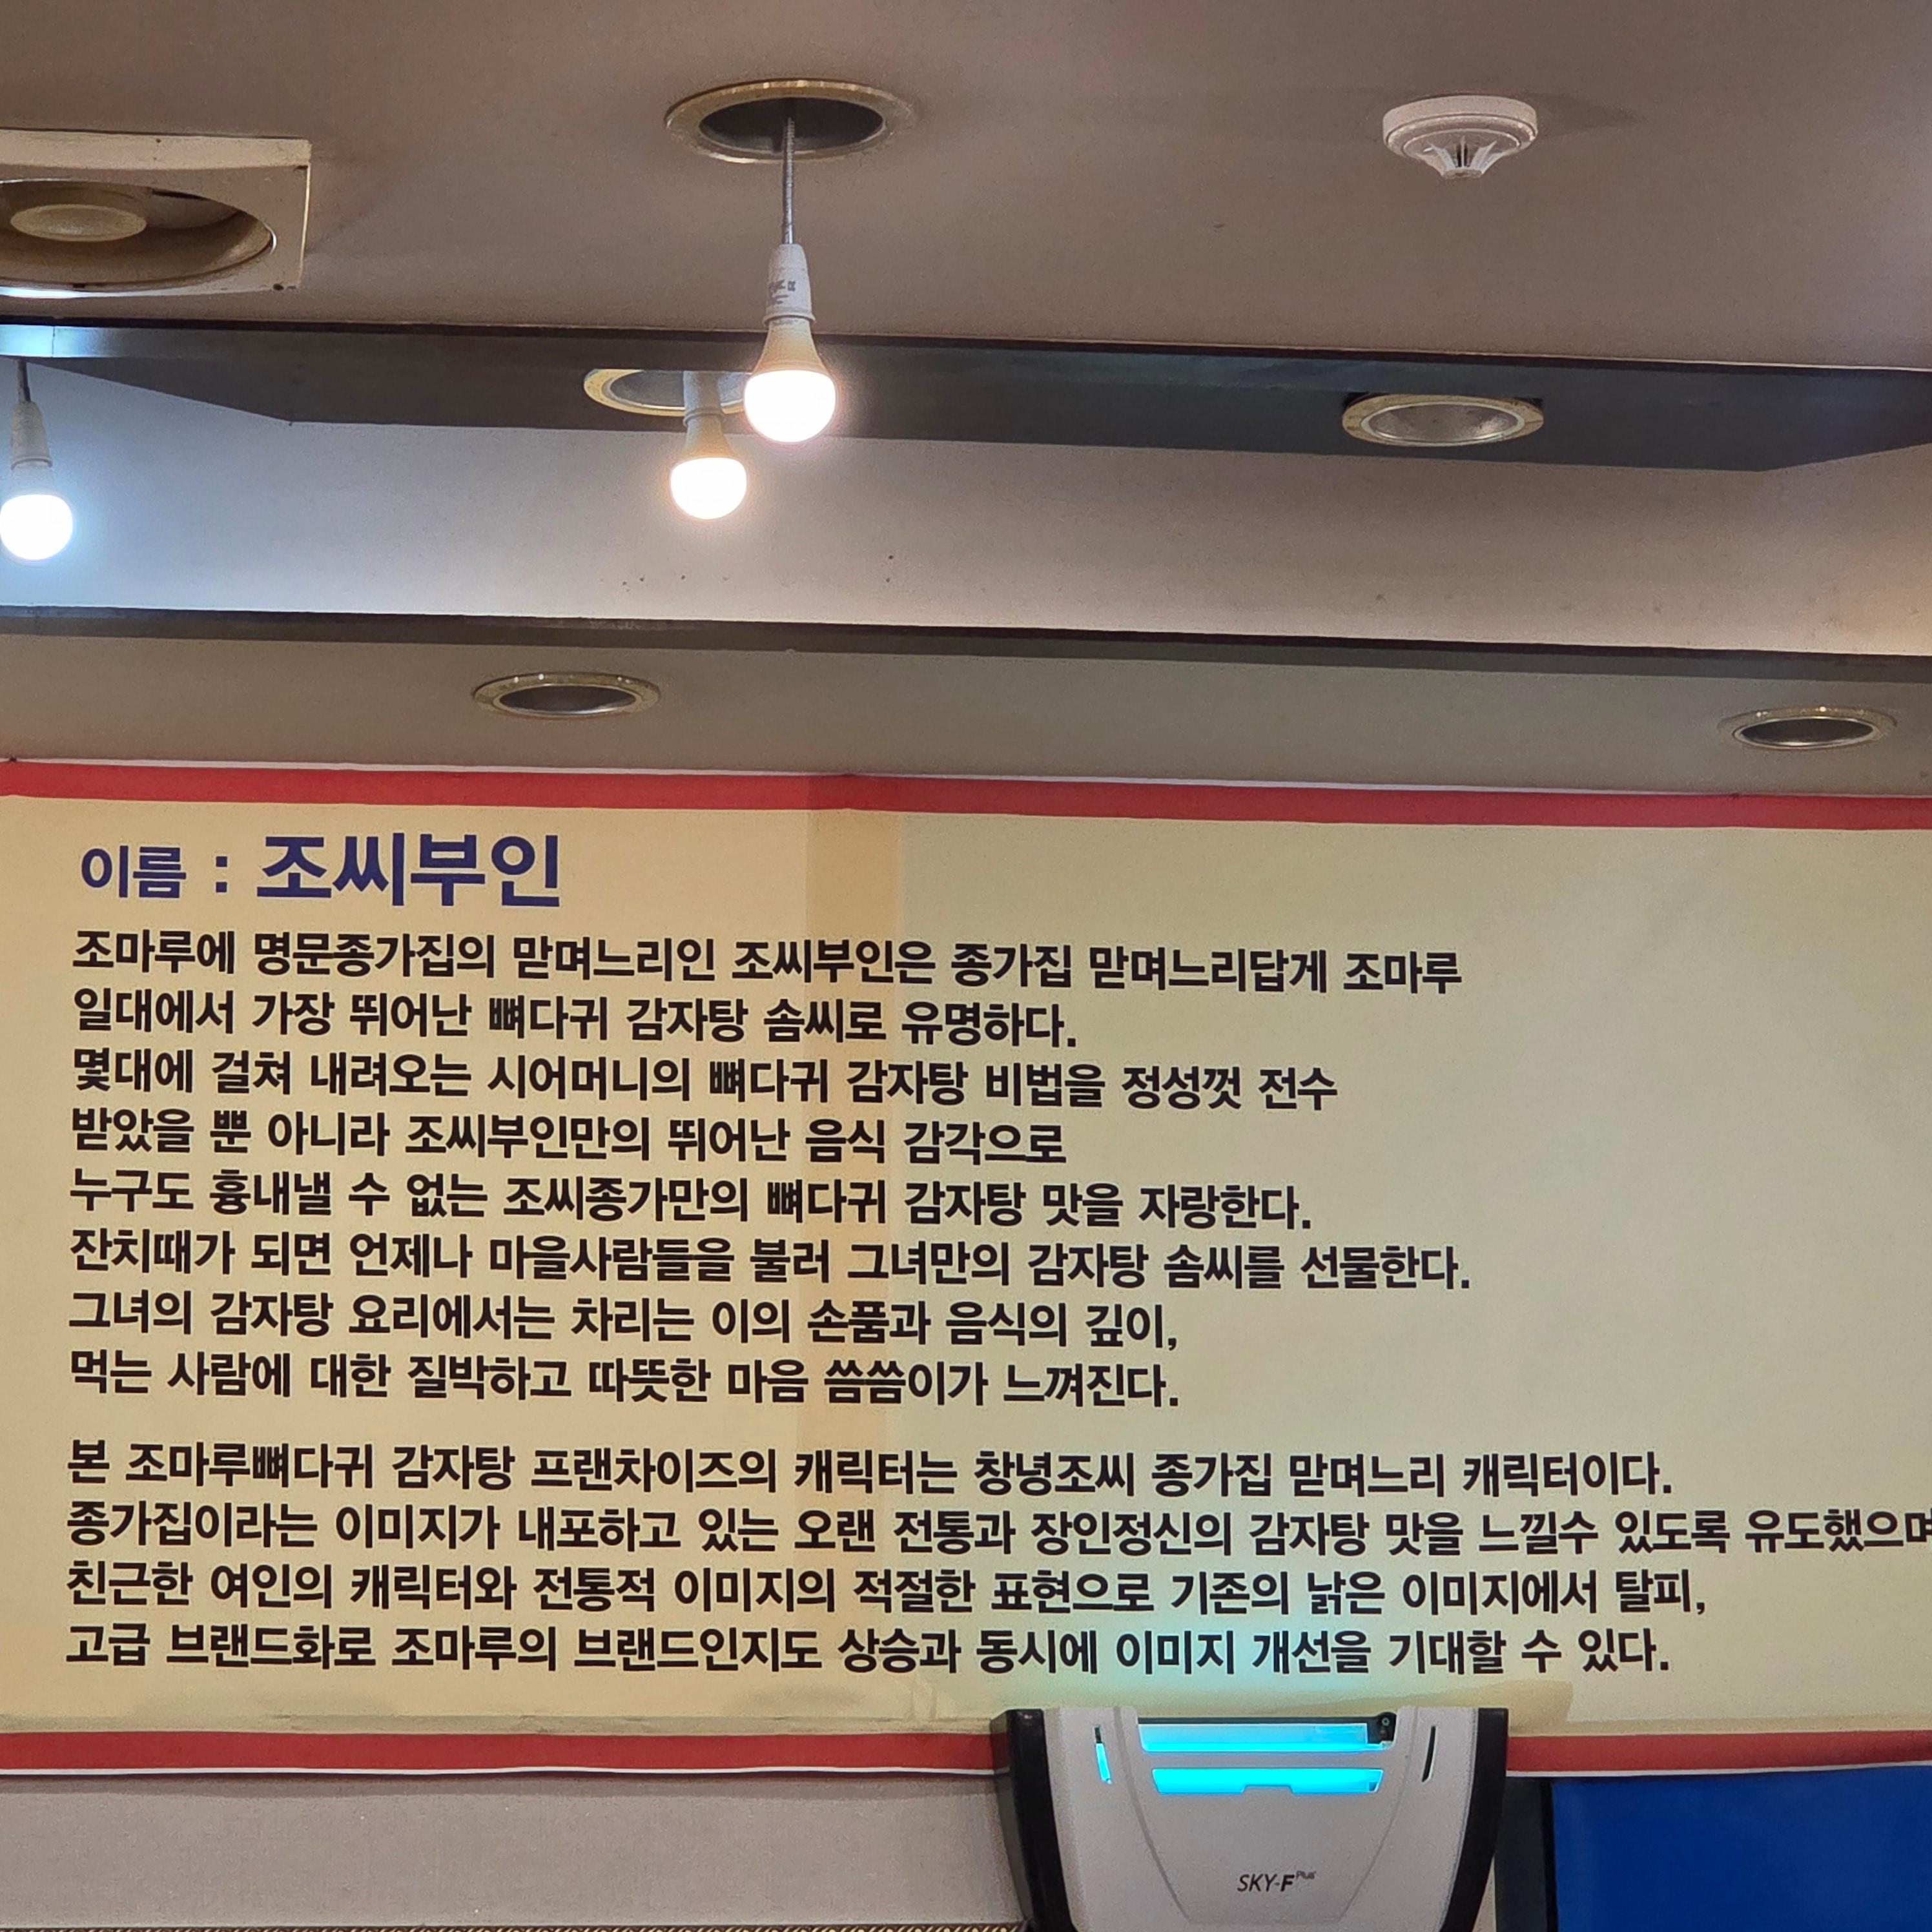 이름 : 조씨부인
조마루에 명문종가집의 맏며느리인 조씨부인은 종가집 맏며느리답게 조마루
일대에서 가장 뛰어난 뼈다귀 감자탕 솜씨로 유명하다.
몇대에 걸쳐 내려오는 시어머니의 뼈다귀 감자탕 비법을 정성껏 전수
받았을 뿐 아니라 조씨부인만의 뛰어난 음식 감각으로
누구도 흉내낼 수 없는 조씨종가만의 뼈다귀 감자탕 맛을 자랑한다.
잔치때가 되면 언제나 마을사람들을 불러 그녀만의 감자탕 솜씨를 선물한다.
그녀의 감자탕 요리에서는 차리는 이의 손품과 음식의 깊이,
먹는 사람에 대한 질박하고 따뜻한 마음 씀씀이가 느껴진다.
본 조마루뼈다귀 감자탕 프랜차이즈의 캐릭터는 창녕조씨 종가집 맏며느리 캐릭터이다.
종가집이라는 이미지가 내포하고 있는 오랜 전통과 장인정신의 감자탕 맛을 느낄수 있도록 유도했으며
친근한 여인의 캐릭터와 전통적 이미지의 적절한 표현으로 기존의 낡은 이미지에서 탈피,
고급 브랜드화로 조마루의 브랜드인지도 상승과 동시에 이미지 개선을 기대할 수 있다.
SKY-F Plus